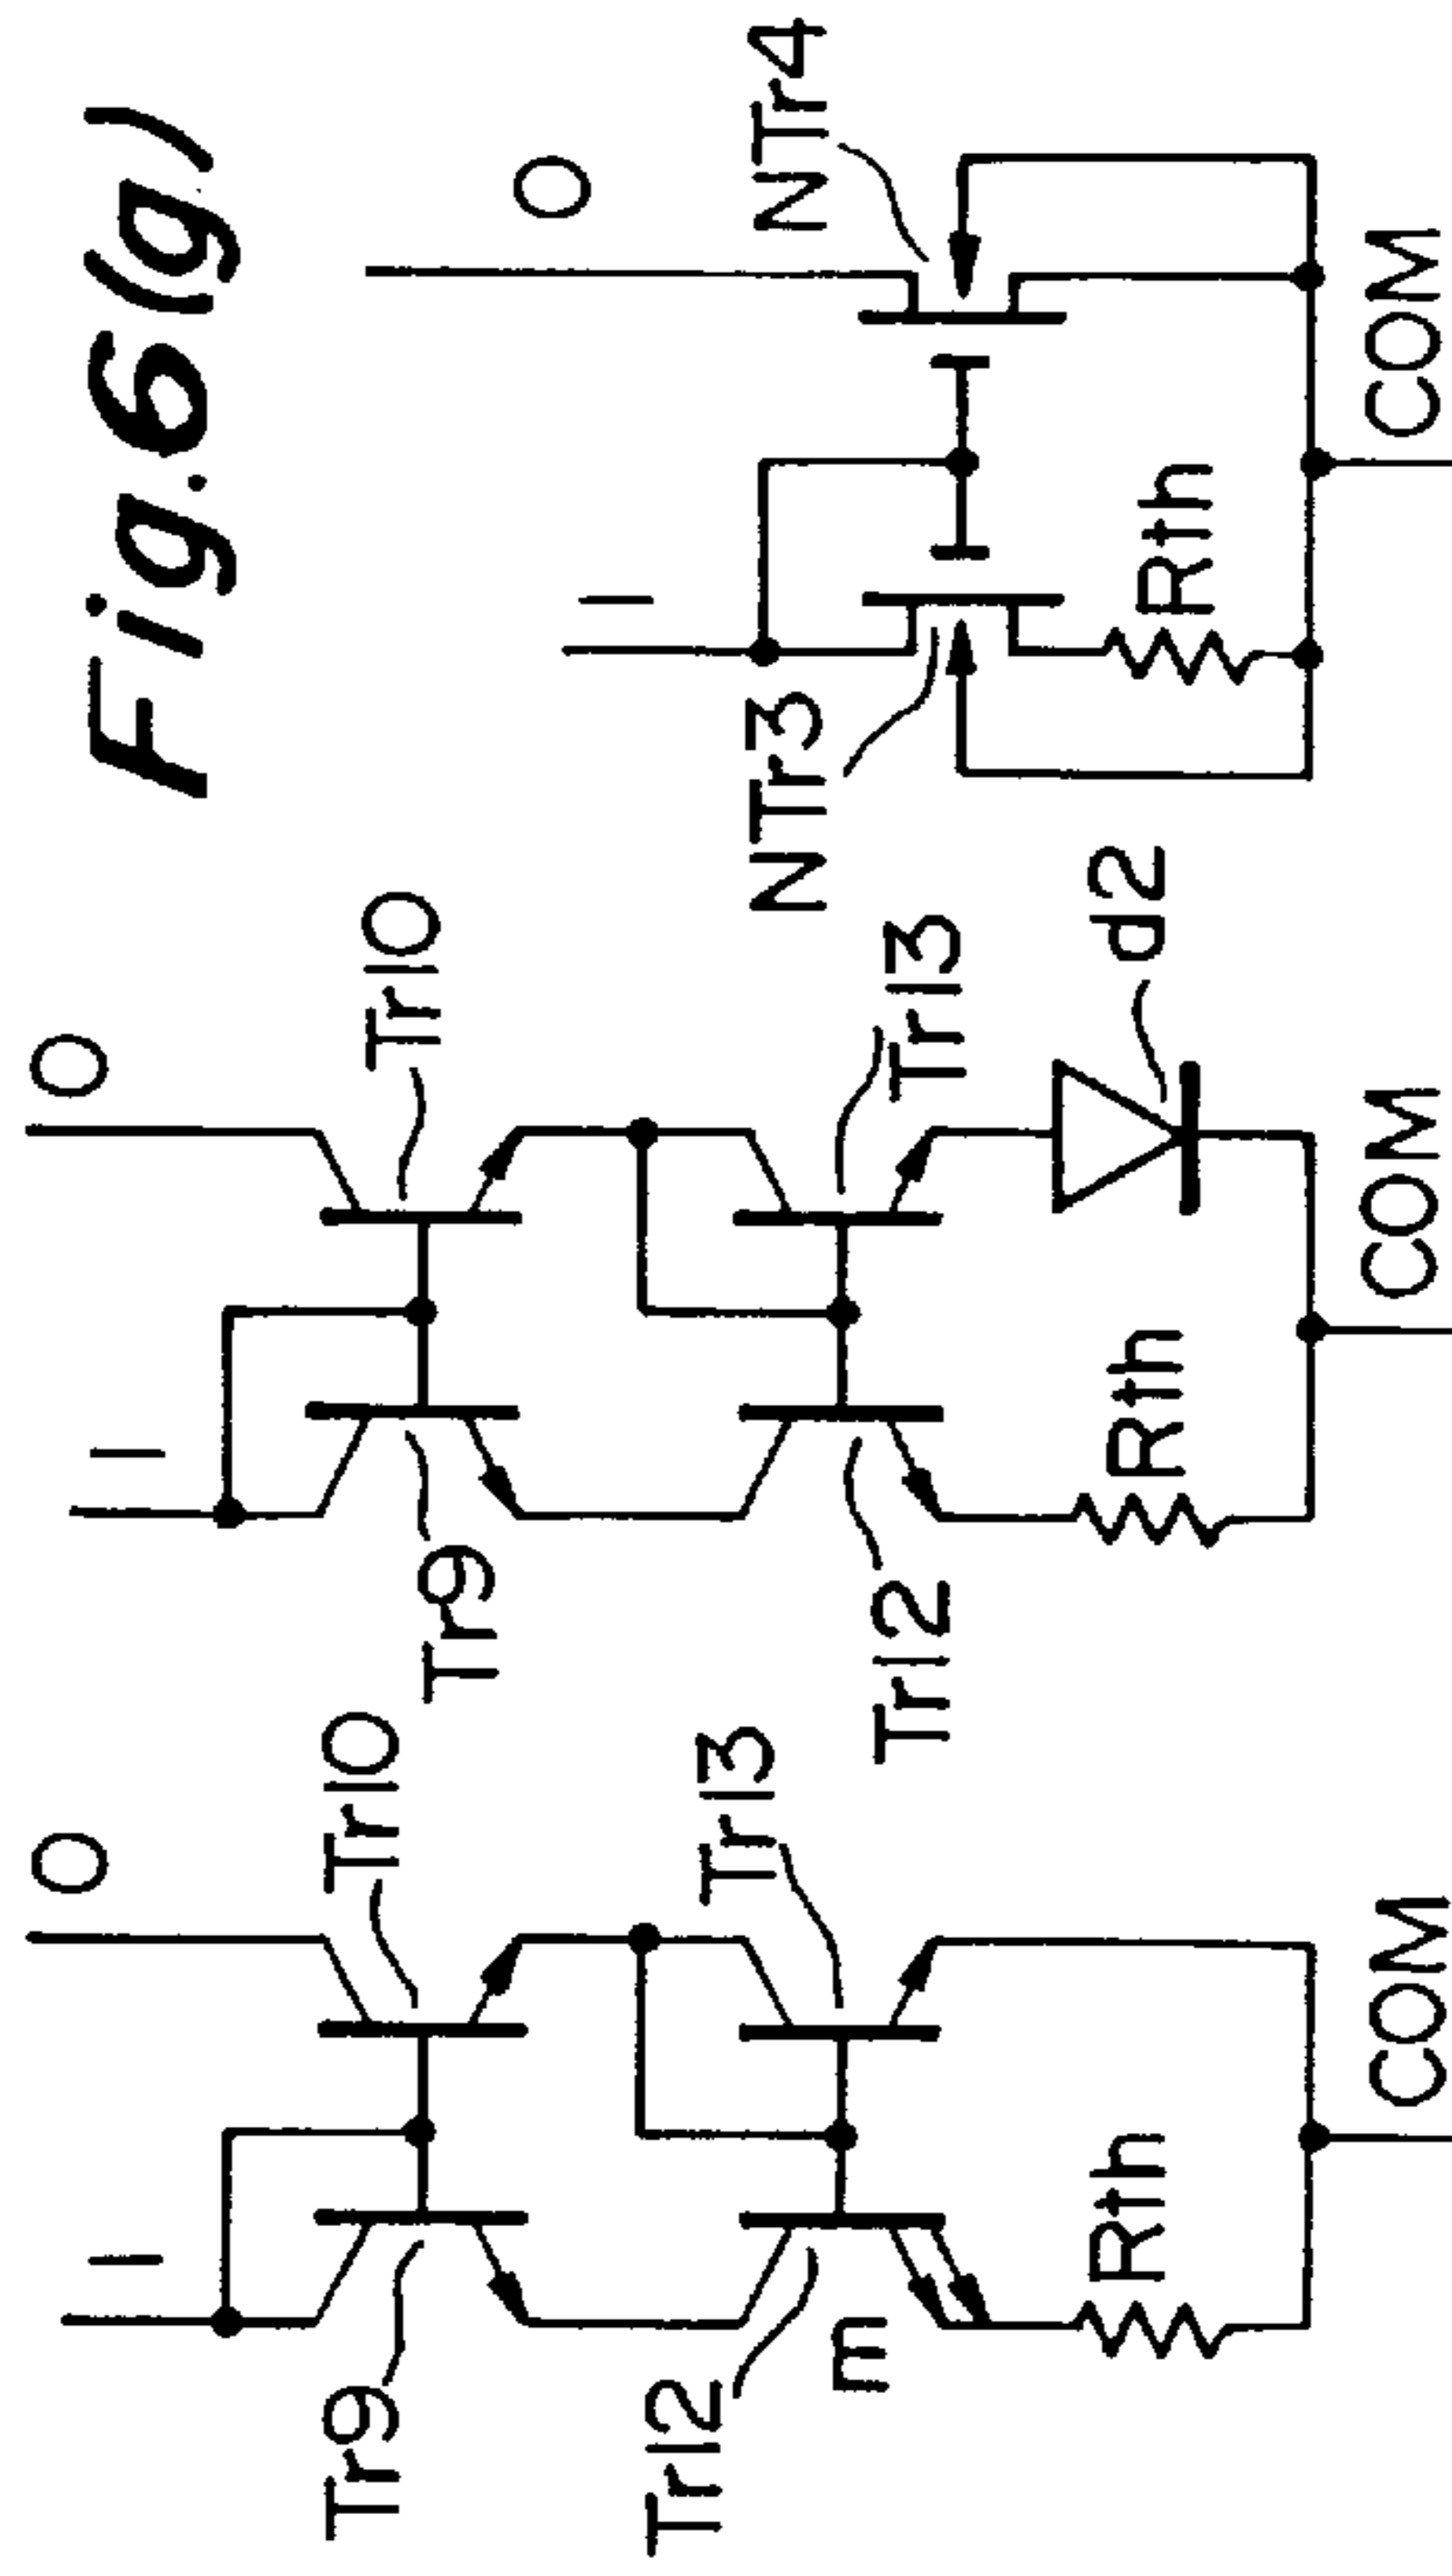 Fig.6(g)
I
O
Tr9
Tr10
Tr12
Tr13
m
Rth
COM
I
O
Tr9
Tr10
Tr12
Tr13
Rth
d2
COM
I
O
NTr3
NTr4
Rth
COM